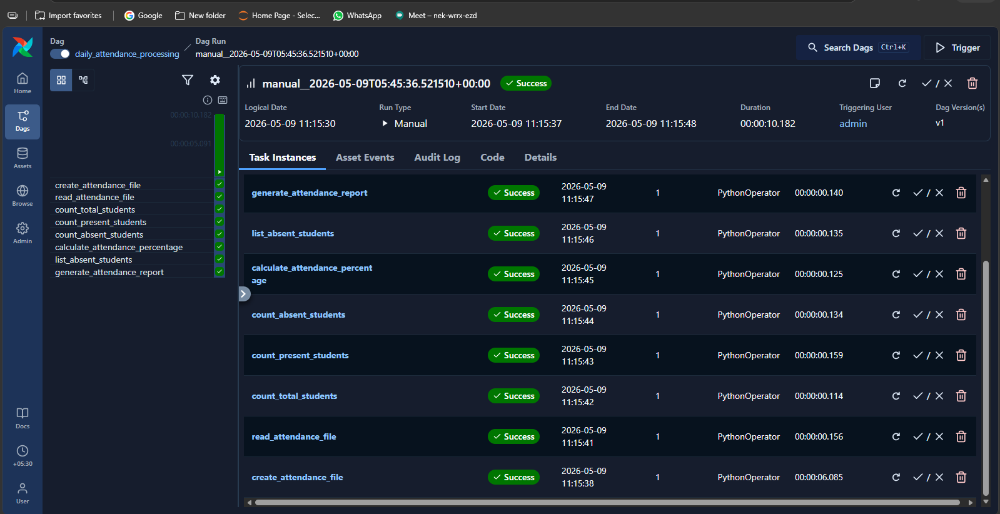 Import favorites
Google
New folder
Home Page - Selec...
WhatsApp
Meet – nek-wrrx-ezd
Dag
daily_attendance_processing
Dag Run
manual__2026-05-09T05:45:36.521510+00:00
Search Dags Ctrl+K
Trigger
Home
Dags
Assets
Browse
Admin
Docs
+05:30
User
00:00:10.182
00:00:05.091
create_attendance_file
read_attendance_file
count_total_students
count_present_students
count_absent_students
calculate_attendance_percentage
list_absent_students
generate_attendance_report
manual__2026-05-09T05:45:36.521510+00:00 Success
/
Logical Date Run Type Start Date End Date Duration Triggering User Dag Version(s)
2026-05-09 11:15:30 Manual 2026-05-09 11:15:37 2026-05-09 11:15:48 00:00:10.182 admin v1
Task Instances Asset Events Audit Log Code Details
generate_attendance_report Success 2026-05-09
11:15:47 1 PythonOperator 00:00:00.140 /
list_absent_students Success 2026-05-09
11:15:46 1 PythonOperator 00:00:00.135 /
calculate_attendance_percent
age Success 2026-05-09
11:15:45 1 PythonOperator 00:00:00.125 /
count_absent_students Success 2026-05-09
11:15:44 1 PythonOperator 00:00:00.134 /
count_present_students Success 2026-05-09
11:15:43 1 PythonOperator 00:00:00.159 /
count_total_students Success 2026-05-09
11:15:42 1 PythonOperator 00:00:00.114 /
read_attendance_file Success 2026-05-09
11:15:41 1 PythonOperator 00:00:00.156 /
create_attendance_file Success 2026-05-09
11:15:38 1 PythonOperator 00:00:06.085 /